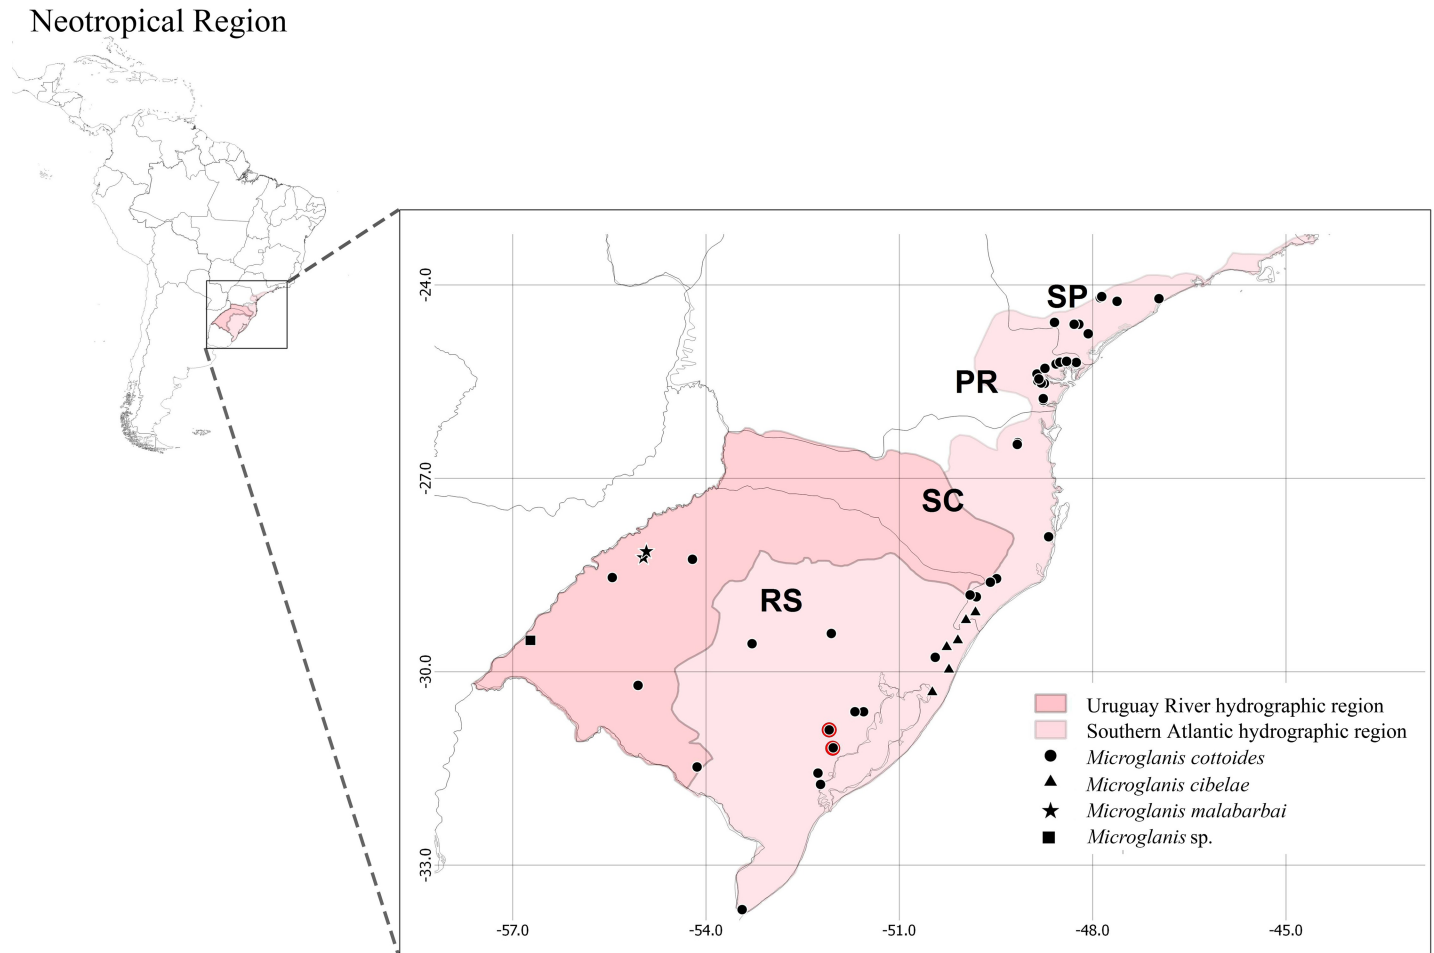 Neotropical Region
-24.0
-27.0
-30.0
-33.0
SP
PR
SC
RS
Uruguay River hydrographic region
Southern Atlantic hydrographic region
Microglanis cottoides
Microglanis cibelae
Microglanis malabarbai
Microglanis sp.
-57.0
-54.0
-51.0
-48.0
-45.0